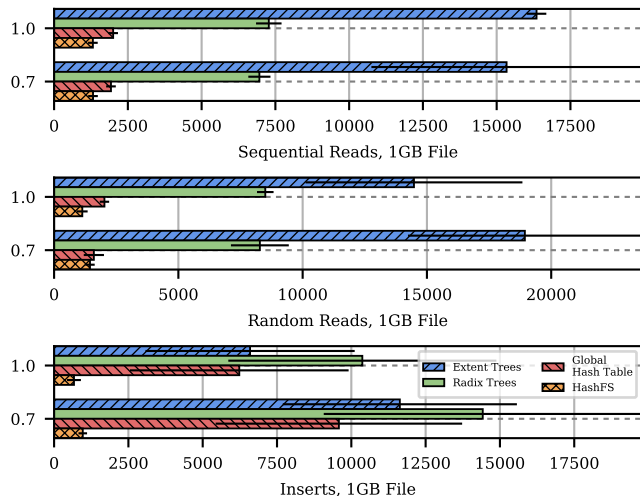 1.0
0.7
0 2500 5000 7500 10000 12500 15000 17500
Sequential Reads, 1GB File
1.0
0.7
0 5000 10000 15000 20000
Random Reads, 1GB File
1.0
0.7
Extent Trees
Radix Trees
Global
Hash Table
HashFS
0 2500 5000 7500 10000 12500 15000 17500
Inserts, 1GB File